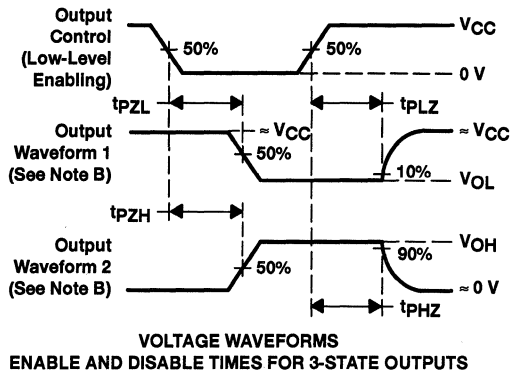 Output
Control
(Low-Level
Enabling)
50%
50%
VCC
0 V
tPZL
tPLZ
Output
Waveform 1
(See Note B)
≈ VCC
50%
≈ VCC
10%
VOL
tPZH
Output
Waveform 2
(See Note B)
50%
VOH
90%
≈ 0 V
tPHZ
VOLTAGE WAVEFORMS
ENABLE AND DISABLE TIMES FOR 3-STATE OUTPUTS